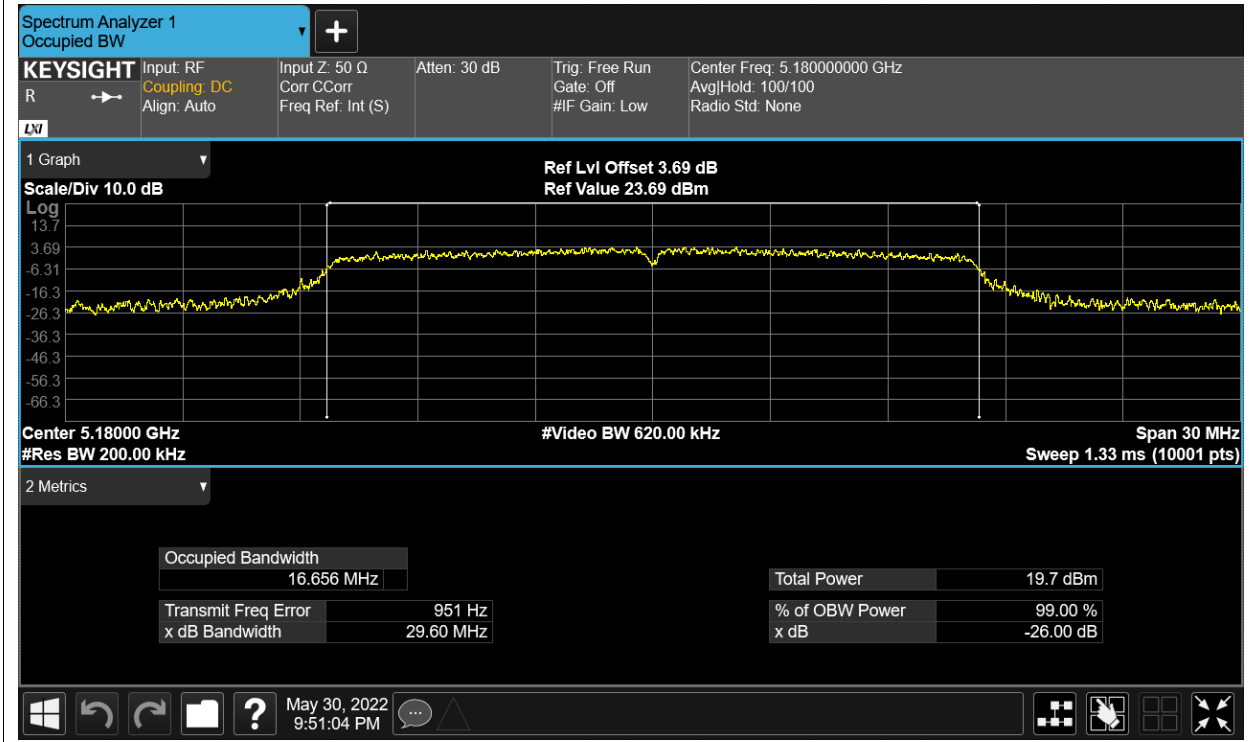 Spectrum Analyzer 1
Occupied BW
KEYSIGHT
R
LXI
Input: RF
Coupling: DC
Align: Auto
Input Z: 50 Ω
Corr CCorr
Freq Ref: Int (S)
Atten: 30 dB
Trig: Free Run
Gate: Off
#IF Gain: Low
Center Freq: 5.180000000 GHz
Avg|Hold: 100/100
Radio Std: None
1 Graph
Scale/Div 10.0 dB
Ref Lvl Offset 3.69 dB
Ref Value 23.69 dBm
Log
13.7
3.69
-6.31
-16.3
-26.3
-36.3
-46.3
-56.3
-66.3
Center 5.18000 GHz
#Res BW 200.00 kHz
#Video BW 620.00 kHz
Span 30 MHz
Sweep 1.33 ms (10001 pts)
2 Metrics
Occupied Bandwidth
16.656 MHz
Transmit Freq Error 951 Hz
x dB Bandwidth 29.60 MHz
Total Power 19.7 dBm
% of OBW Power 99.00 %
x dB -26.00 dB
?
May 30, 2022
9:51:04 PM